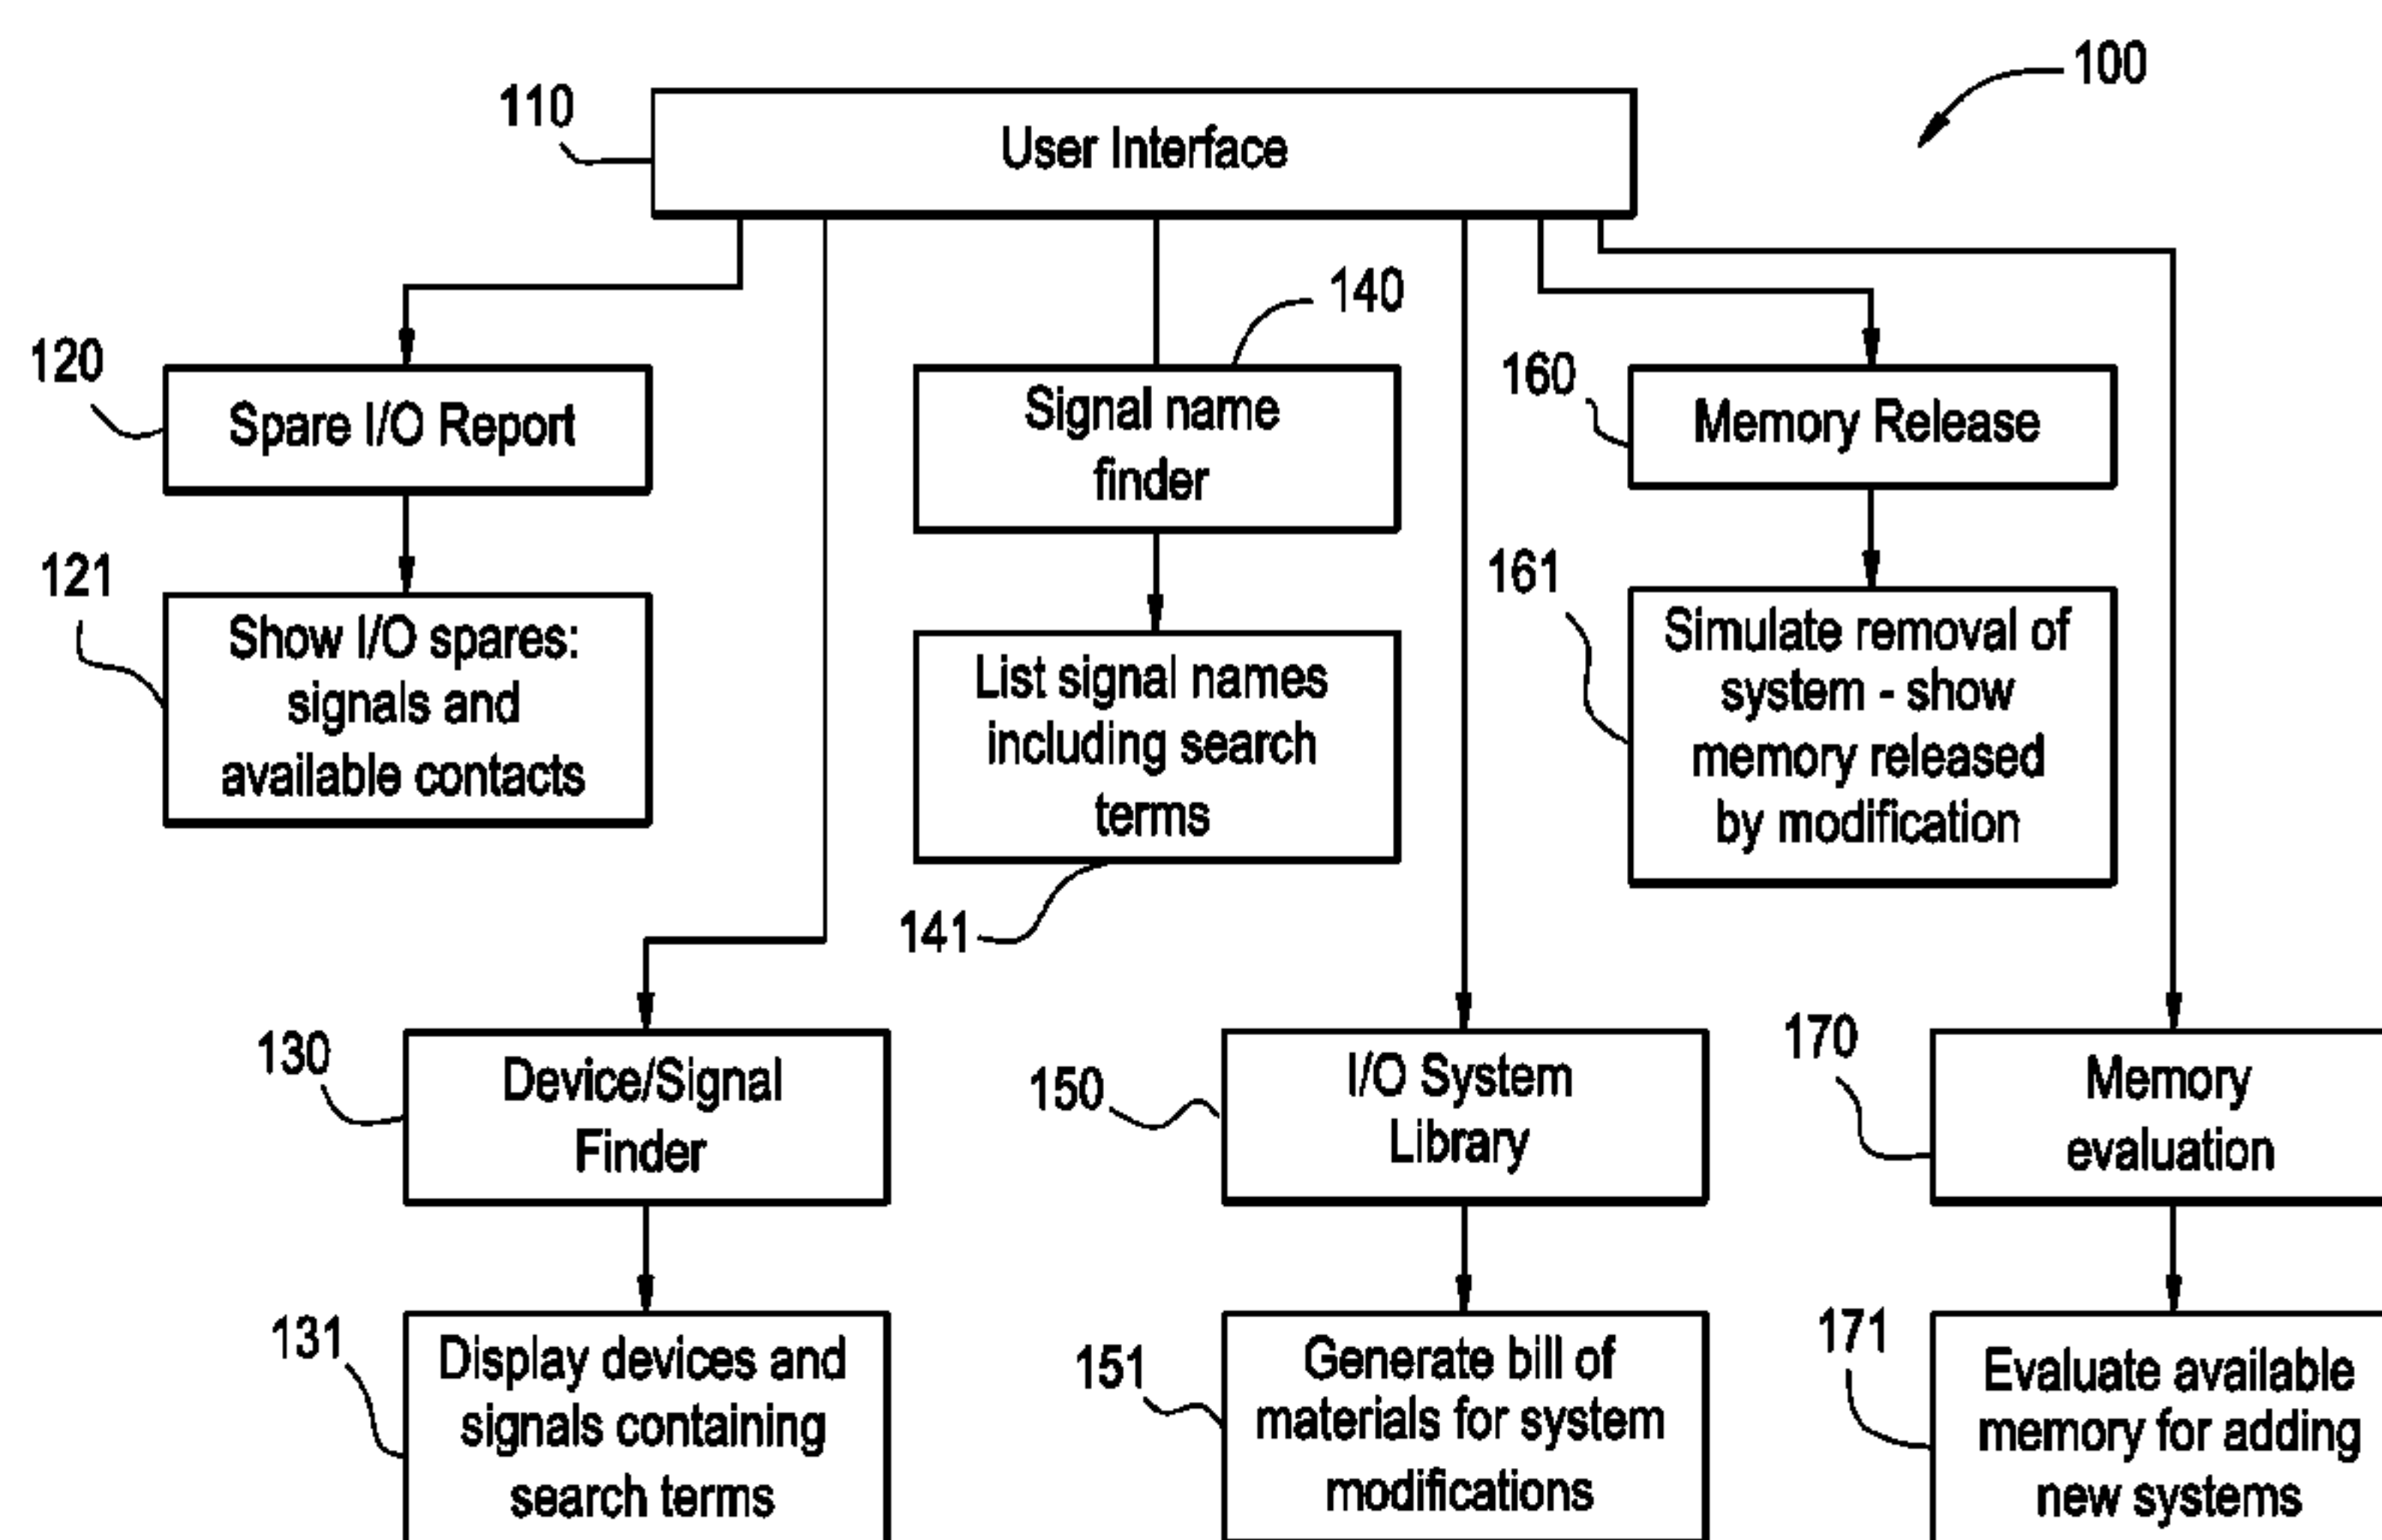 100
110
User Interface
140
120
Spare I/O Report
Signal name
finder
160
Memory Release
121
Show I/O spares:
signals and
available contacts
List signal names
including search
terms
141
161
Simulate removal of
system - show
memory released
by modification
130
Device/Signal
Finder
150
I/O System
Library
170
Memory
evaluation
131
Display devices and
signals containing
search terms
151
Generate bill of
materials for system
modifications
171
Evaluate available
memory for adding
new systems